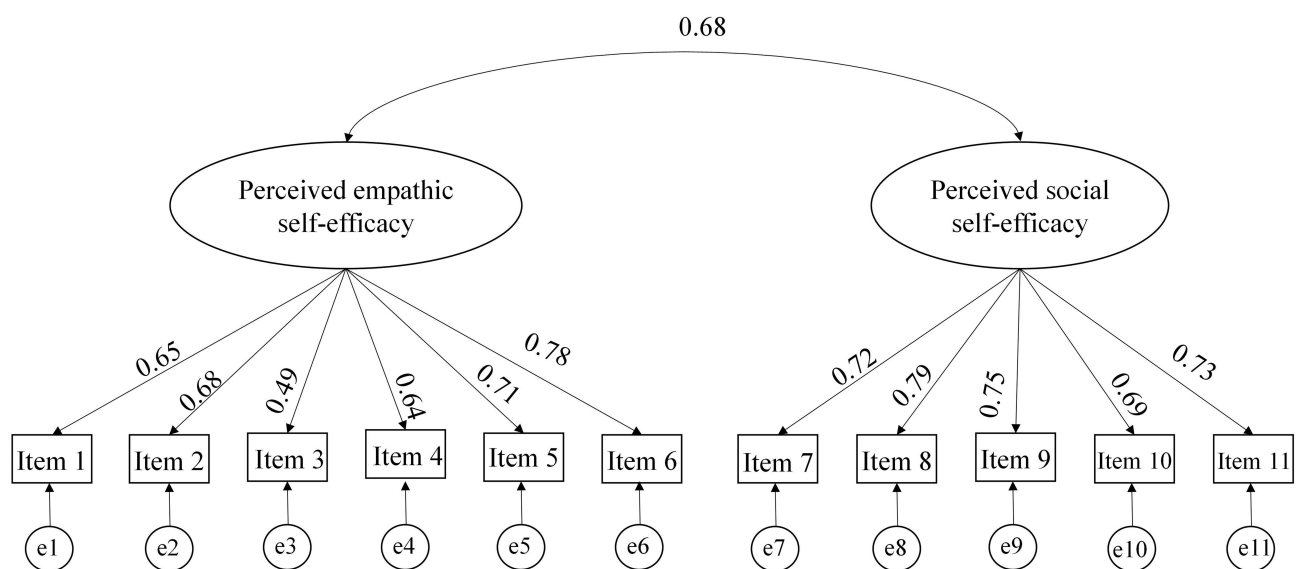 0.68
Perceived empathic
self-efficacy
Perceived social
self-efficacy
0.65
0.68
0.49
0.64
0.71
0.78
0.72
0.79
0.75
0.69
0.73
Item 1
Item 2
Item 3
Item 4
Item 5
Item 6
Item 7
Item 8
Item 9
Item 10
Item 11
e1
e2
e3
e4
e5
e6
e7
e8
e9
e10
e11